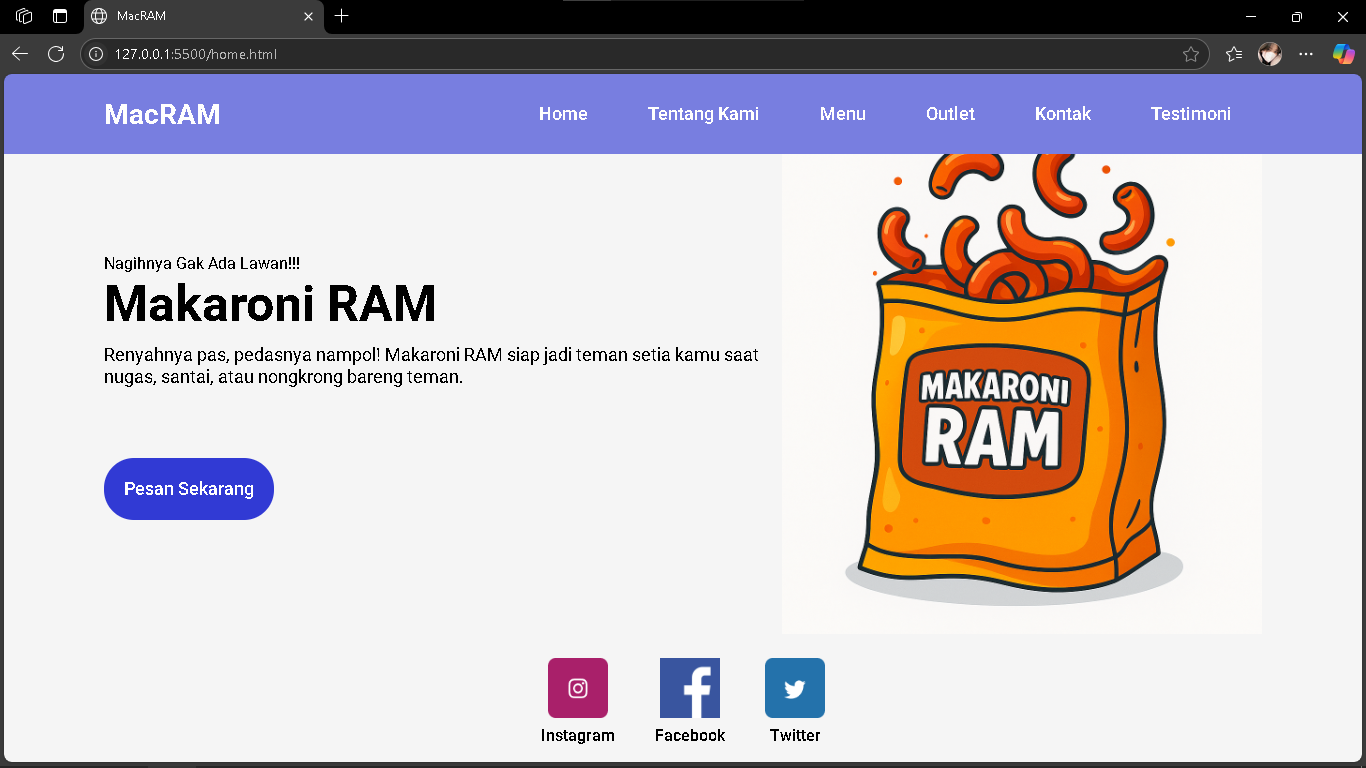 MacRAM
127.0.0.1:5500/home.html
MacRAM
Home
Tentang Kami
Menu
Outlet
Kontak
Testimoni
Nagihnya Gak Ada Lawan!!!
Makaroni RAM
Renyahnya pas, pedasnya nampol! Makaroni RAM siap jadi teman setia kamu saat
nugas, santai, atau nongkrong bareng teman.
Pesan Sekarang
MAKARONI
RAM
Instagram
Facebook
Twitter